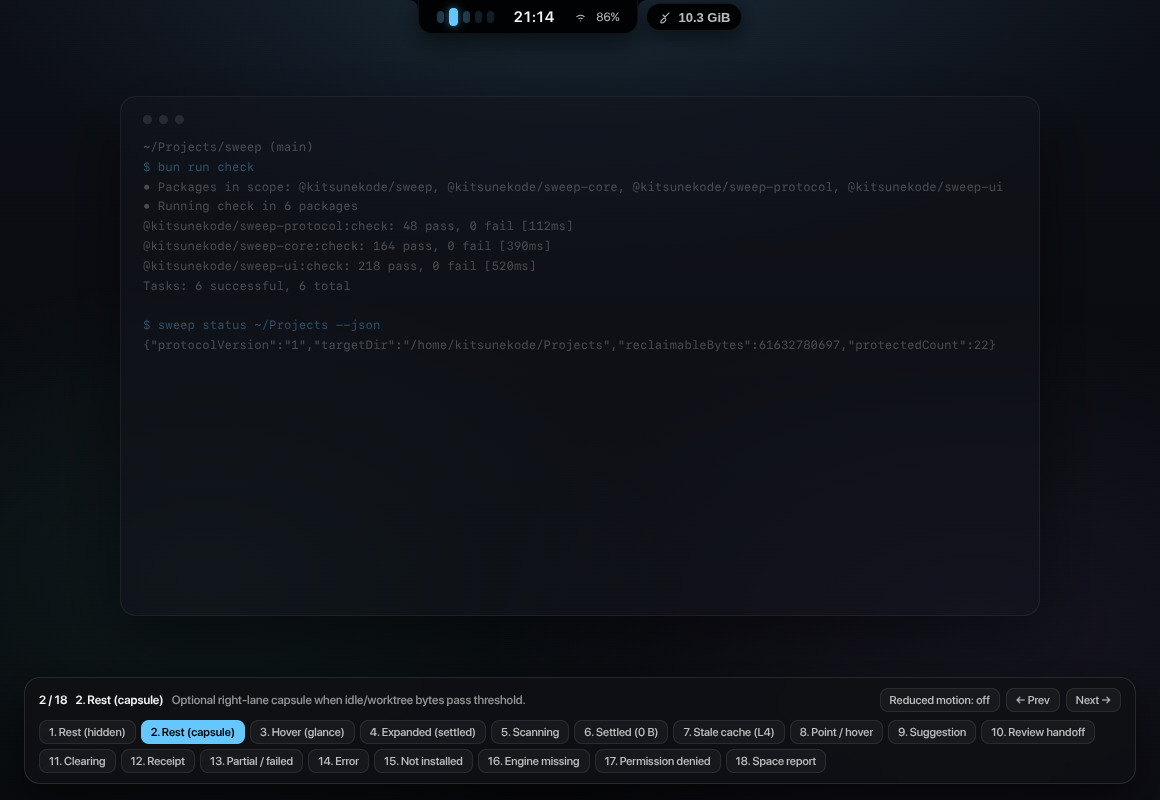 21:14 86% 10.3 GiB
~/Projects/sweep (main)
$ bun run check
• Packages in scope: @kitsunekode/sweep, @kitsunekode/sweep-core, @kitsunekode/sweep-protocol, @kitsunekode/sweep-ui
• Running check in 6 packages
@kitsunekode/sweep-protocol:check: 48 pass, 0 fail [112ms]
@kitsunekode/sweep-core:check: 164 pass, 0 fail [390ms]
@kitsunekode/sweep-ui:check: 218 pass, 0 fail [520ms]
Tasks: 6 successful, 6 total
$ sweep status ~/Projects --json
{"protocolVersion":"1","targetDir":"/home/kitsunekode/Projects","reclaimableBytes":61632780697,"protectedCount":22}
2 / 18 2. Rest (capsule) Optional right-lane capsule when idle/worktree bytes pass threshold. Reduced motion: off ← Prev Next →
1. Rest (hidden) 2. Rest (capsule) 3. Hover (glance) 4. Expanded (settled) 5. Scanning 6. Settled (0 B) 7. Stale cache (L4) 8. Point / hover 9. Suggestion 10. Review handoff
11. Clearing 12. Receipt 13. Partial / failed 14. Error 15. Not installed 16. Engine missing 17. Permission denied 18. Space report